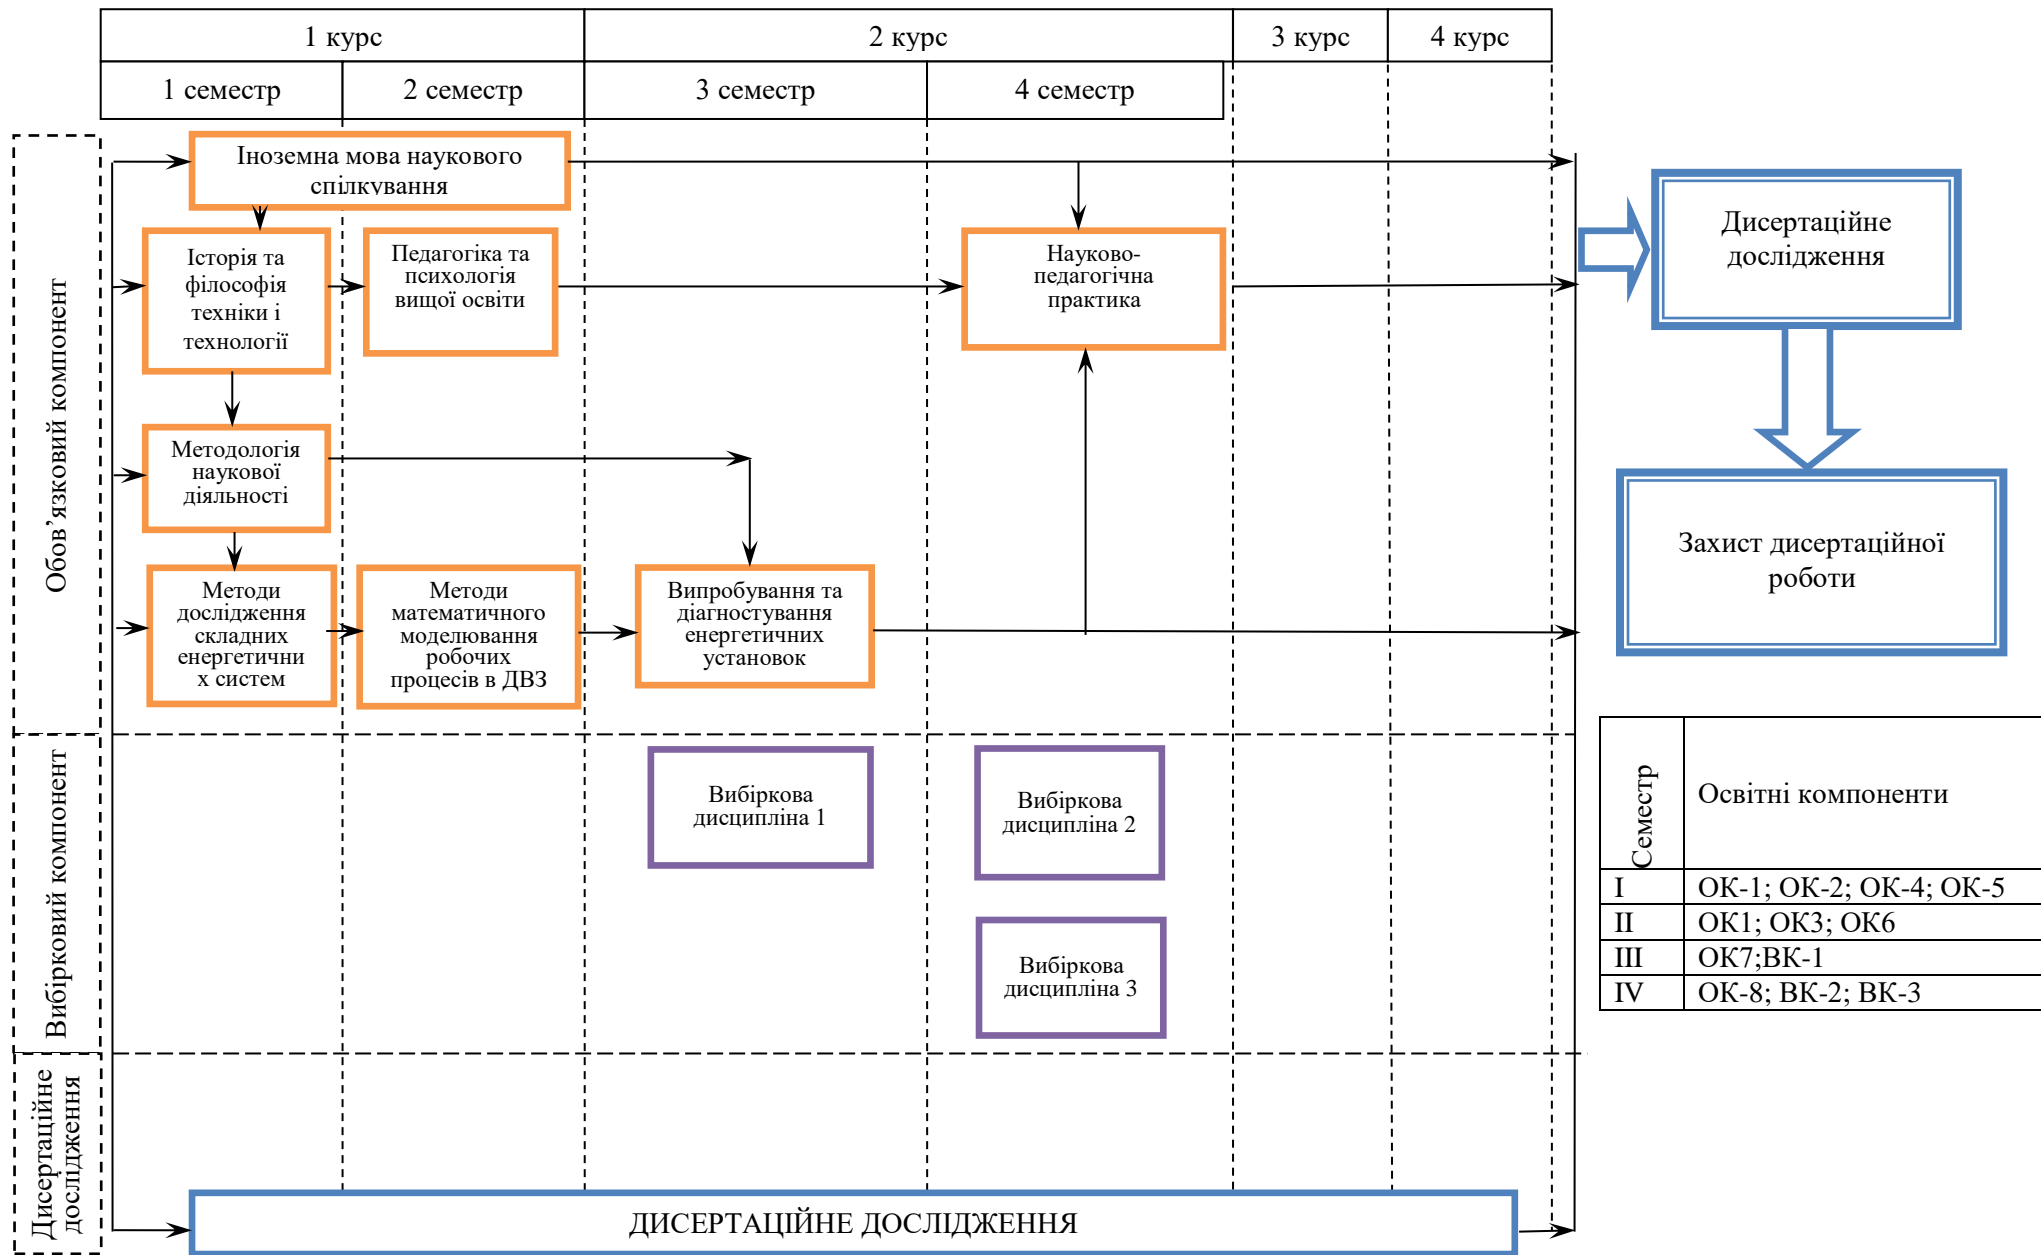 1 курс
2 курс
3 курс
4 курс
1 семестр
2 семестр
3 семестр
4 семестр
Обов’язковий компонент
Іноземна мова наукового
спілкування
Історія та
філософія
техніки і
технології
Педагогіка та
психологія
вищої освіти
Науково-
педагогічна
практика
Методологія
наукової
діяльності
Методи
дослідження
складних
енергетични
х систем
Методи
математичного
моделювання
робочих
процесів в ДВЗ
Випробування та
діагностування
енергетичних
установок
Дисертаційне
дослідження
Захист дисертаційної
роботи
Вибірковий компонент
Вибіркова
дисципліна 1
Вибіркова
дисципліна 2
Вибіркова
дисципліна 3
Семестр
Освітні компоненти
I
ОК-1; ОК-2; ОК-4; ОК-5
II
ОК1; ОК3; ОК6
III
ОК7;ВК-1
IV
ОК-8; ВК-2; ВК-3
Дисертаційне
дослідження
ДИСЕРТАЦІЙНЕ ДОСЛІДЖЕННЯ